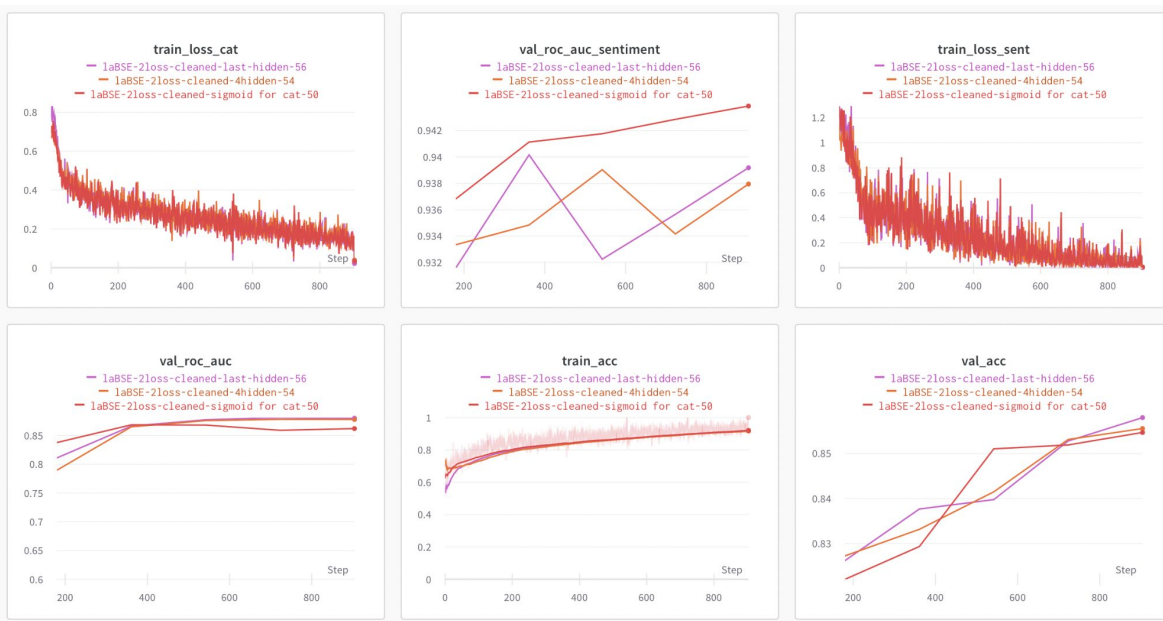 train_loss_cat
laBSE-2loss-cleaned-last-hidden-56
laBSE-2loss-cleaned-4hidden-54
laBSE-2loss-cleaned-sigmoid for cat-50
0.8
0.6
0.4
0.2
0
Step
0 200 400 600 800
val_roc_auc_sentiment
laBSE-2loss-cleaned-last-hidden-56
laBSE-2loss-cleaned-4hidden-54
laBSE-2loss-cleaned-sigmoid for cat-50
0.942
0.94
0.938
0.936
0.934
0.932
Step
200 400 600 800
train_loss_sent
laBSE-2loss-cleaned-last-hidden-56
laBSE-2loss-cleaned-4hidden-54
laBSE-2loss-cleaned-sigmoid for cat-50
1.2
1
0.8
0.6
0.4
0.2
0
Step
0 200 400 600 800
val_roc_auc
laBSE-2loss-cleaned-last-hidden-56
laBSE-2loss-cleaned-4hidden-54
laBSE-2loss-cleaned-sigmoid for cat-50
0.85
0.8
0.75
0.7
0.65
0.6
Step
200 400 600 800
train_acc
laBSE-2loss-cleaned-last-hidden-56
laBSE-2loss-cleaned-4hidden-54
laBSE-2loss-cleaned-sigmoid for cat-50
1
0.8
0.6
0.4
0.2
0
Step
0 200 400 600 800
val_acc
laBSE-2loss-cleaned-last-hidden-56
laBSE-2loss-cleaned-4hidden-54
laBSE-2loss-cleaned-sigmoid for cat-50
0.85
0.84
0.83
Step
200 400 600 800